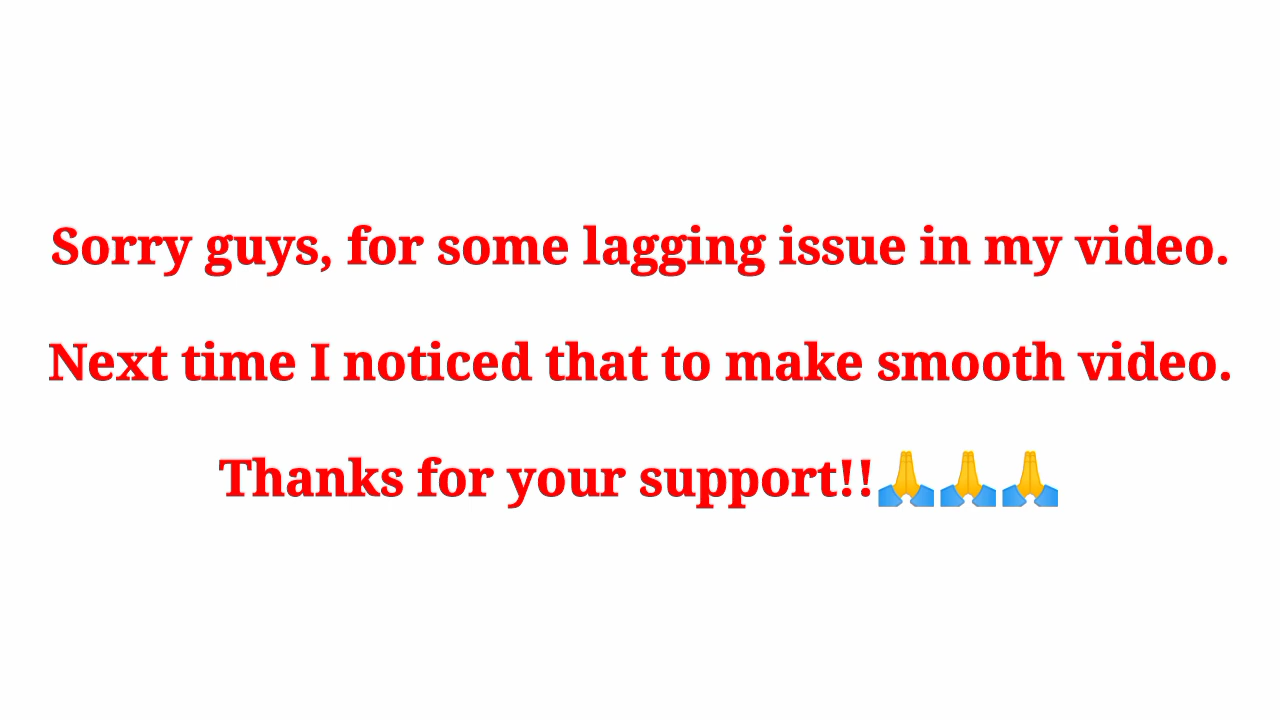 Sorry guys, for some lagging issue in my video.
Next time I noticed that to make smooth video.
Thanks for your support!!🙏🙏🙏